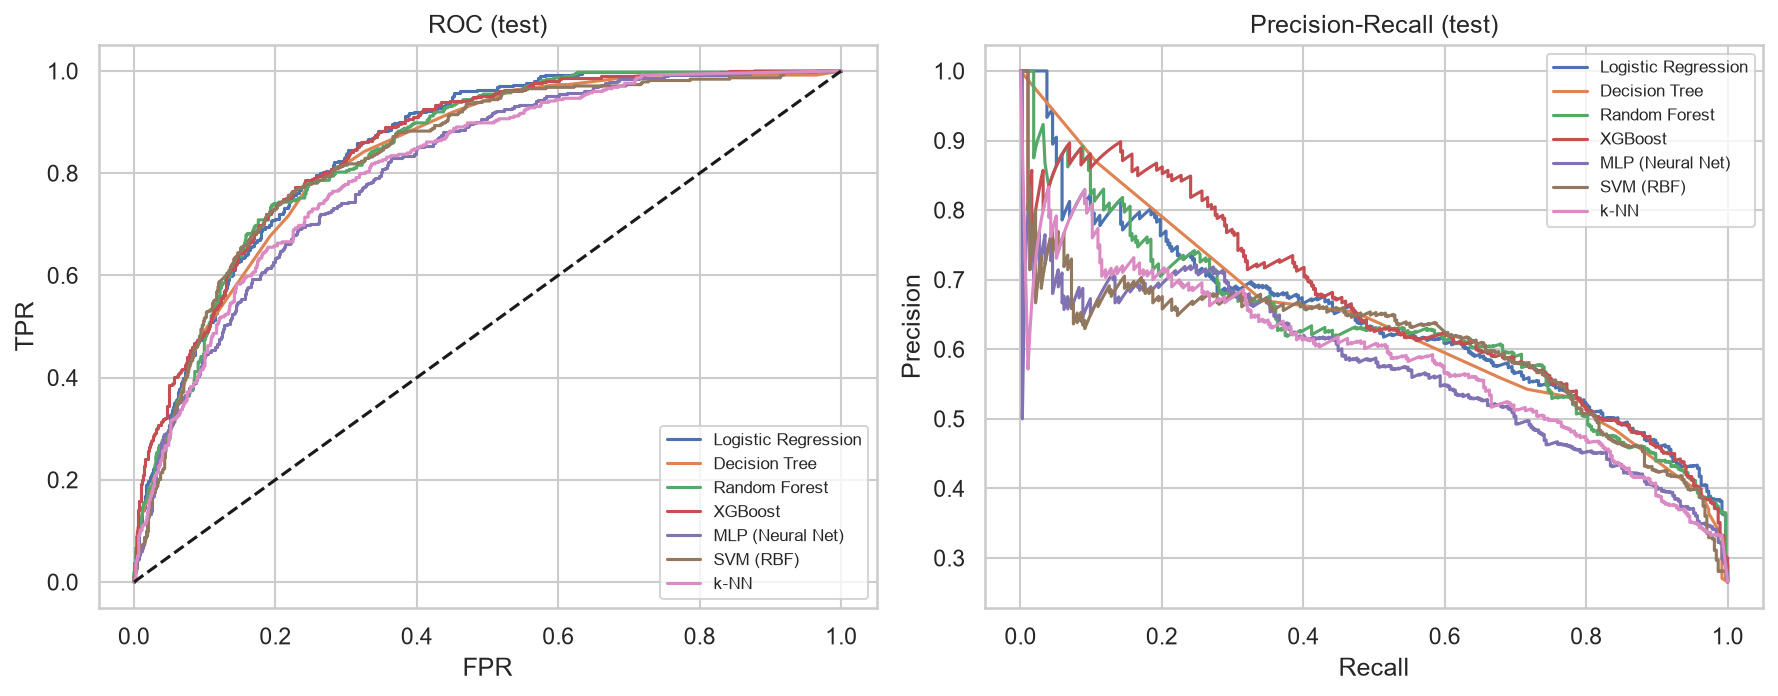 ROC (test)
1.0
0.8
0.6
0.4
0.2
0.0
TPR
0.0 0.2 0.4 0.6 0.8 1.0
FPR
Logistic Regression
Decision Tree
Random Forest
XGBoost
MLP (Neural Net)
SVM (RBF)
k-NN
Precision-Recall (test)
1.0
0.9
0.8
0.7
0.6
0.5
0.4
0.3
Precision
0.0 0.2 0.4 0.6 0.8 1.0
Recall
Logistic Regression
Decision Tree
Random Forest
XGBoost
MLP (Neural Net)
SVM (RBF)
k-NN